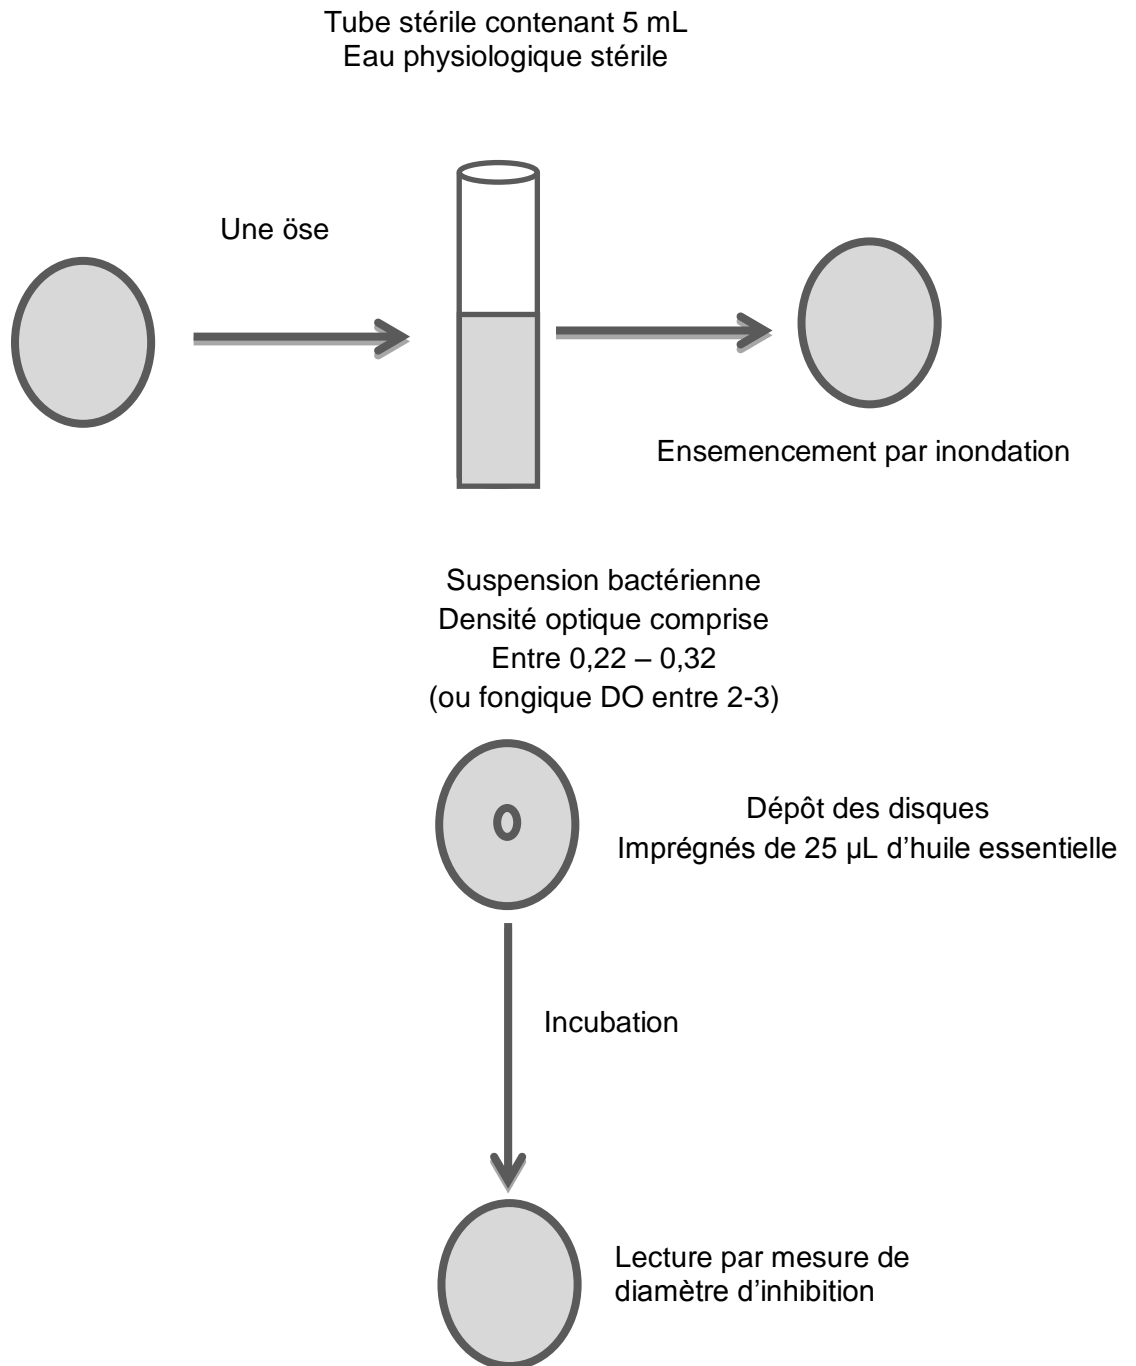 Tube stérile contenant 5 mL
Eau physiologique stérile
Une öse
Ensemencement par inondation
Suspension bactérienne
Densité optique comprise
Entre 0,22 – 0,32
(ou fongique DO entre 2-3)
Dépôt des disques
Imprégnés de 25 µL d’huile essentielle
Incubation
Lecture par mesure de
diamètre d’inhibition